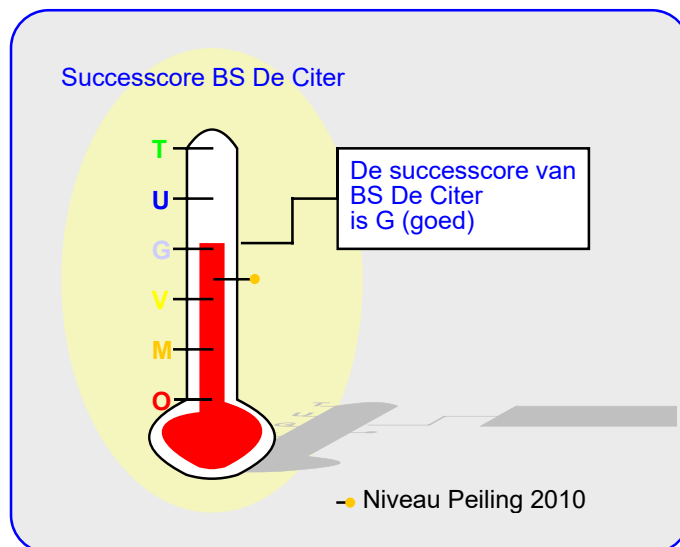 Successcore BS De Citer
T
U
G
V
M
O
De successcore van
BS De Citer
is G (goed)
Niveau Peiling 2010